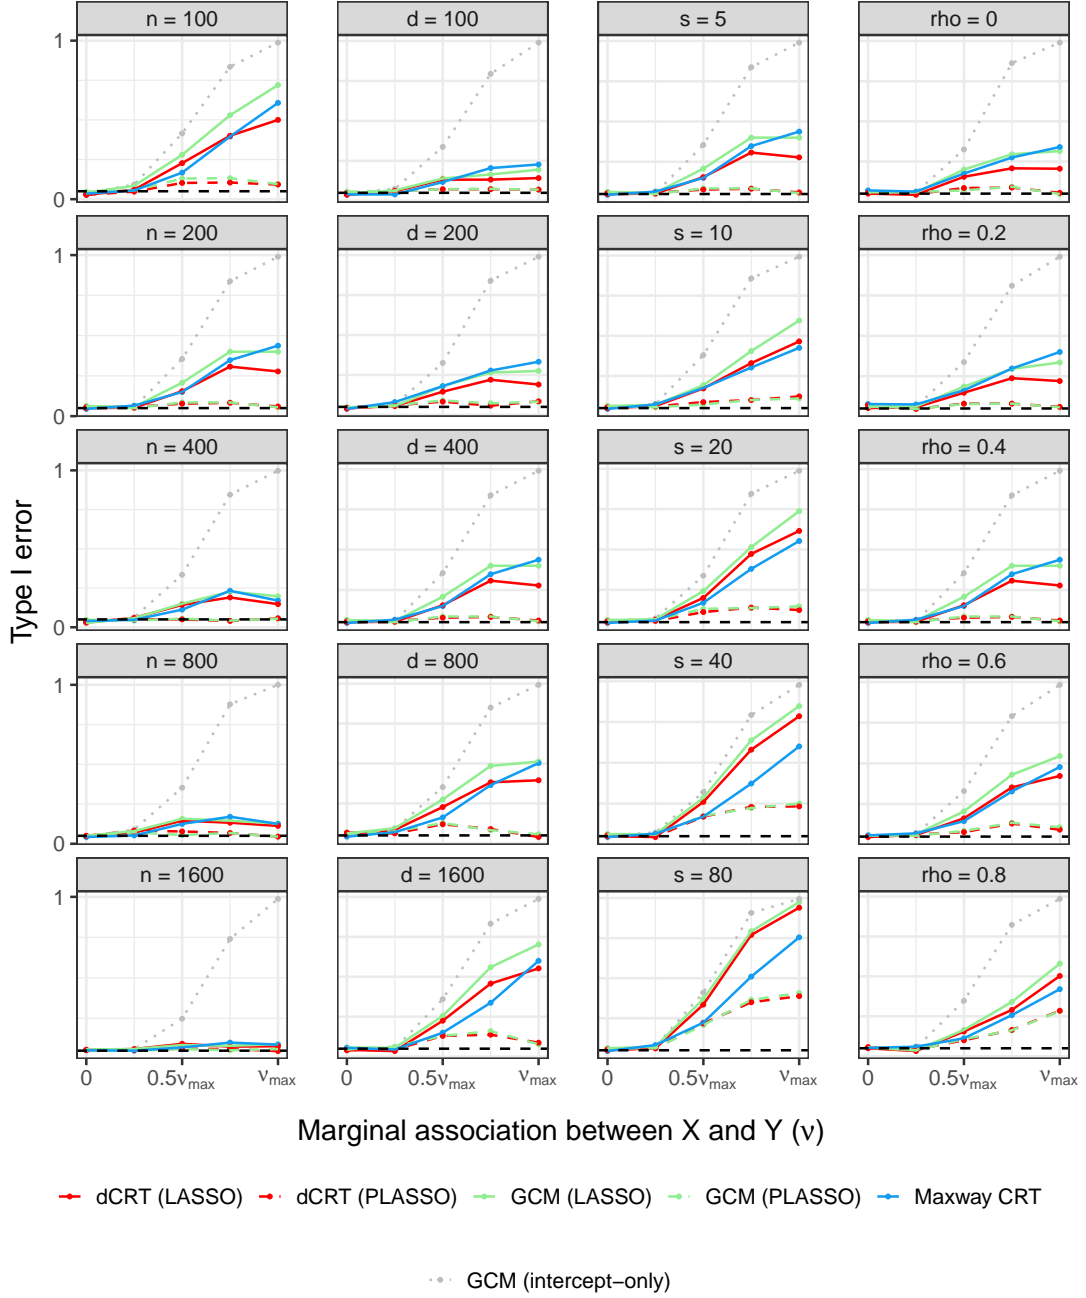 n = 100
d = 100
s = 5
rho = 0
1
0
n = 200
d = 200
s = 10
rho = 0.2
1
0
n = 400
d = 400
s = 20
rho = 0.4
1
0
n = 800
d = 800
s = 40
rho = 0.6
1
0
n = 1600
d = 1600
s = 80
rho = 0.8
1
Type I error
0 0.5νmax νmax
0 0.5νmax νmax
0 0.5νmax νmax
0 0.5νmax νmax
Marginal association between X and Y (ν)
dCRT (LASSO) dCRT (PLASSO) GCM (LASSO) GCM (PLASSO) Maxway CRT
GCM (intercept−only)